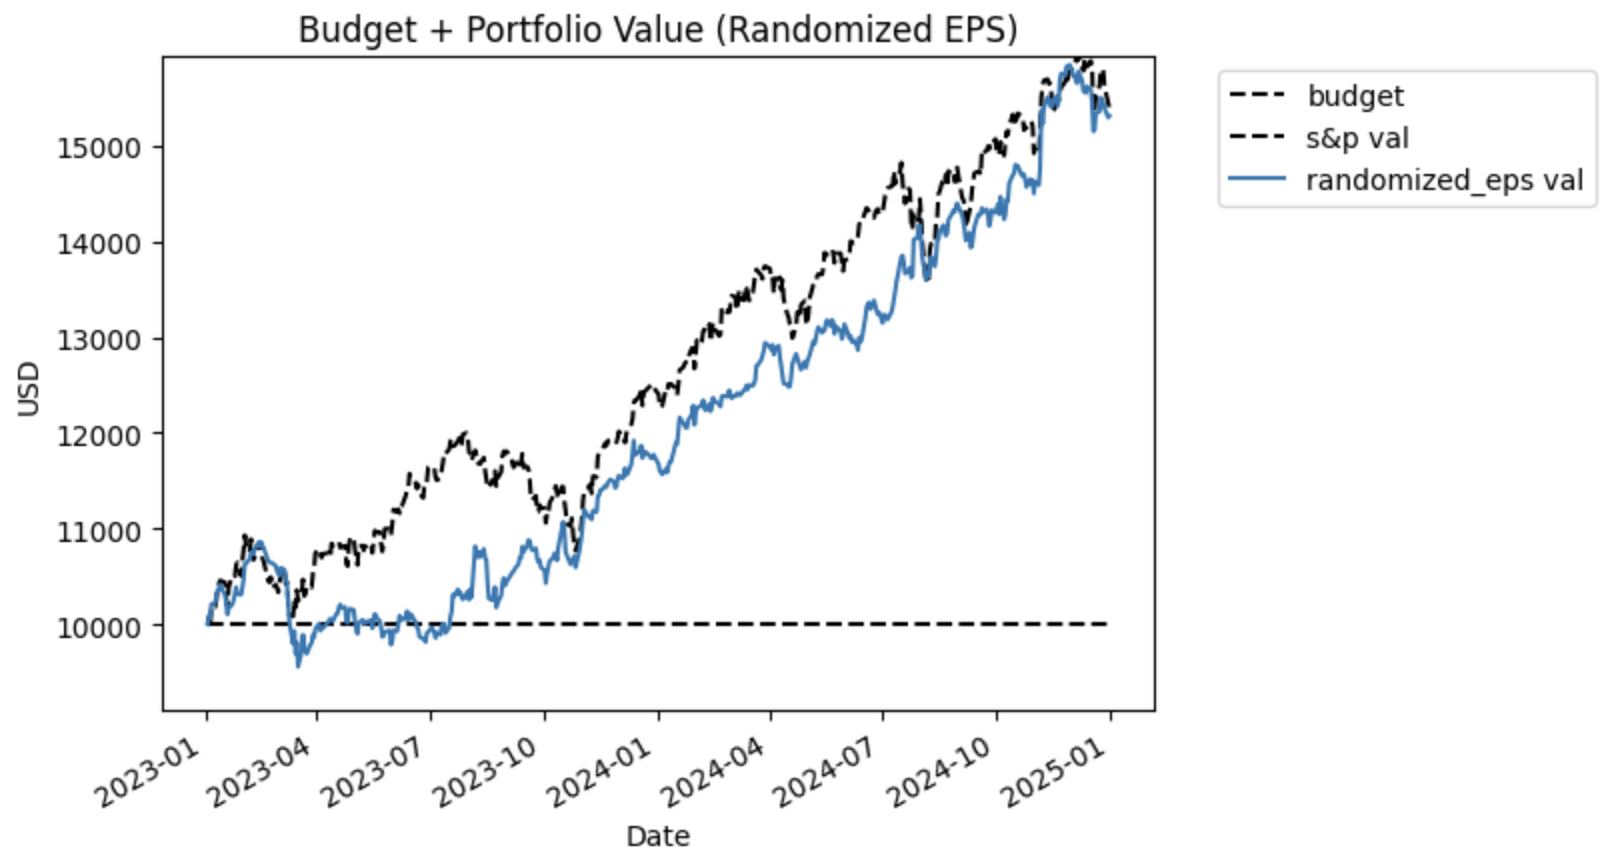 Budget + Portfolio Value (Randomized EPS)
budget
s&p val
randomized_eps val
15000
14000
13000
12000
11000
10000
USD
2023-01
2023-04
2023-07
2023-10
2024-01
2024-04
2024-07
2024-10
2025-01
Date